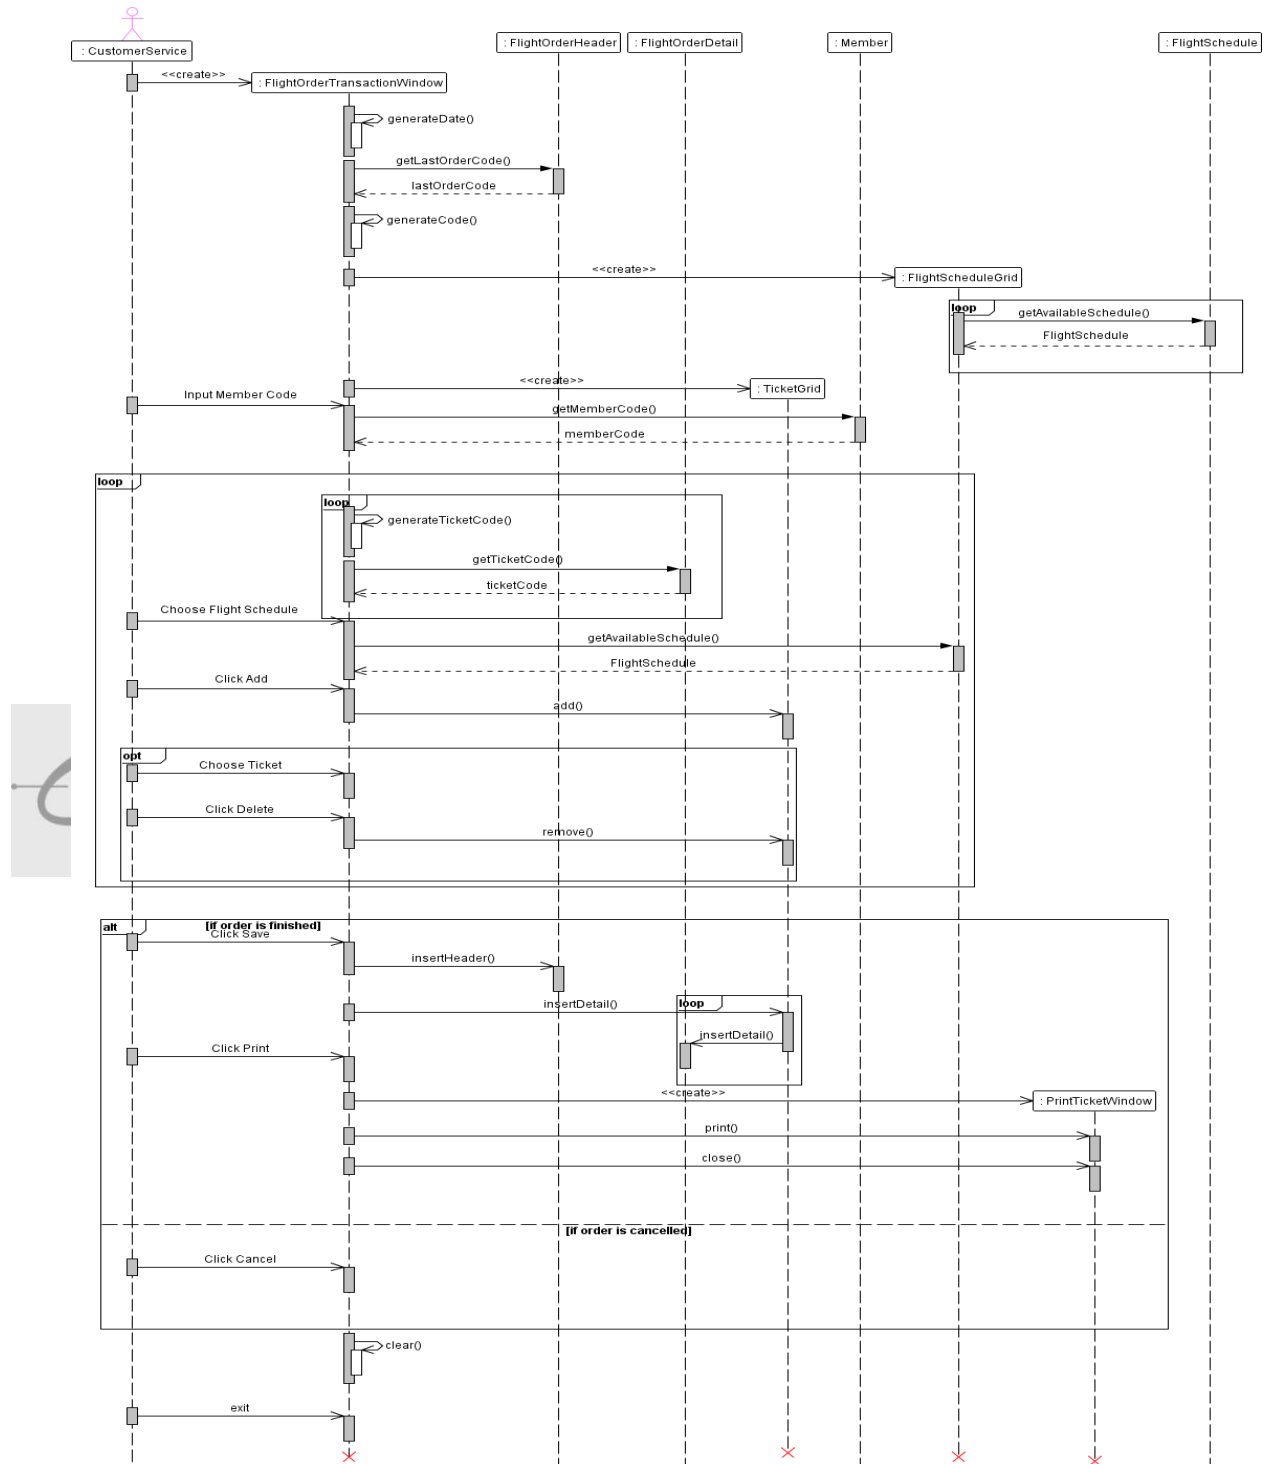 : CustomerService
: FlightOrderHeader
: FlightOrderDetail
: Member
: FlightSchedule
<<create>>
: FlightOrderTransactionWindow
generateDate()
getLastOrderCode()
lastOrderCode
generateCode()
<<create>>
: FlightScheduleGrid
loop
getAvailableSchedule()
FlightSchedule
<<create>>
: TicketGrid
Input Member Code
getMemberCode()
memberCode
loop
loop
generateTicketCode()
getTicketCode()
ticketCode
Choose Flight Schedule
getAvailableSchedule()
FlightSchedule
Click Add
add()
opt
Choose Ticket
Click Delete
remove()
alt
[if order is finished]
Click Save
insertHeader()
loop
insertDetail()
insertDetail()
Click Print
<<create>>
: PrintTicketWindow
print()
close()
[if order is cancelled]
Click Cancel
clear()
exit